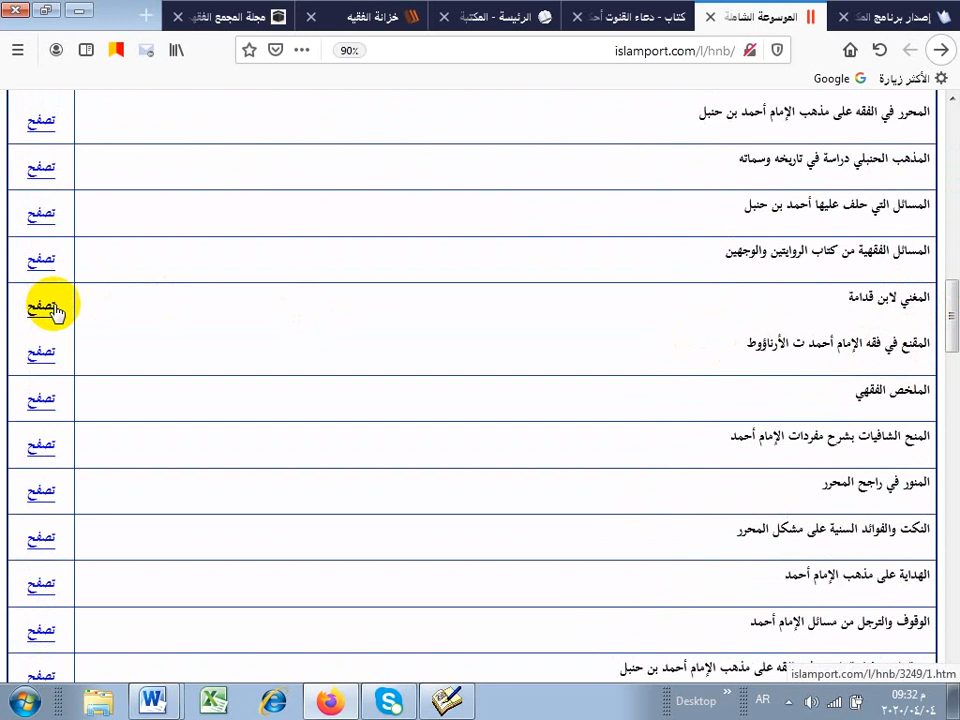 إصدار برنامج المك
الموسوعة الشاملة
كتاب - دعاء القنوت أحك
الرئيسة - المكتبة
خزانة الفقيه
مجلة المجمع الفقهي
islamport.com/l/hnb/
90%
الأكثر زيارة
Google
المحرر في الفقه على مذهب الإمام أحمد بن حنبل
تصفح
المذهب الحنبلي دراسة في تاريخه وسماته
تصفح
المسائل التي حلف عليها أحمد بن حنبل
تصفح
المسائل الفقهية من كتاب الروايتين والوجهين
تصفح
المغني لابن قدامة
تصفح
المقنع في فقه الإمام أحمد ت الأرناؤوط
تصفح
الملخص الفقهي
تصفح
المنح الشافيات بشرح مفردات الإمام أحمد
تصفح
المنور في راجح المحرر
تصفح
النكت والفوائد السنية على مشكل المحرر
تصفح
الهداية على مذهب الإمام أحمد
تصفح
الوقوف والترجل من مسائل الإمام أحمد
تصفح
الفقه على مذهب الإمام أحمد بن حنبل
تصفح
islamport.com/l/hnb/3249/1.htm
Desktop
AR
09:32 م
٢٠٢٠/٠٤/٠٤